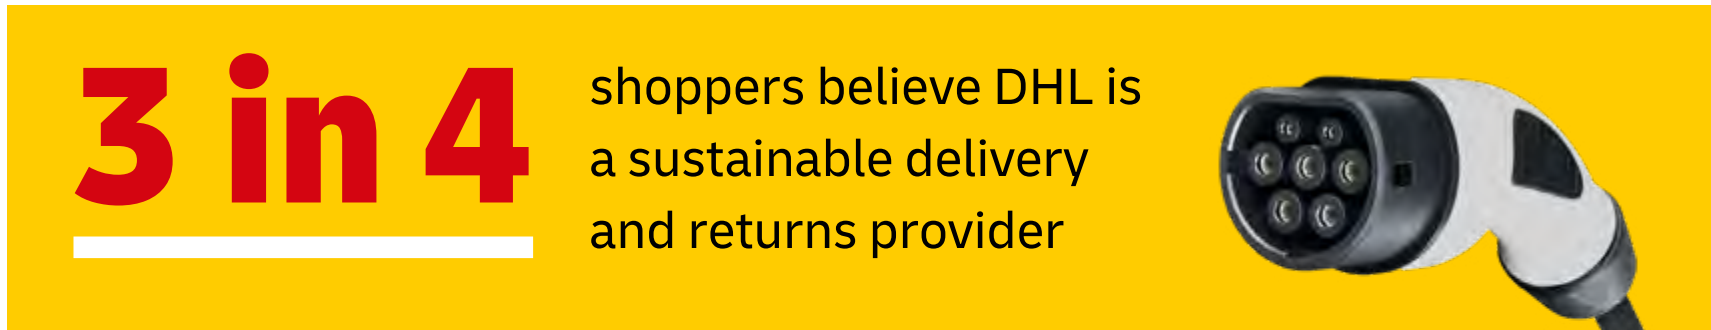 3 in 4
shoppers believe DHL is
a sustainable delivery
and returns provider